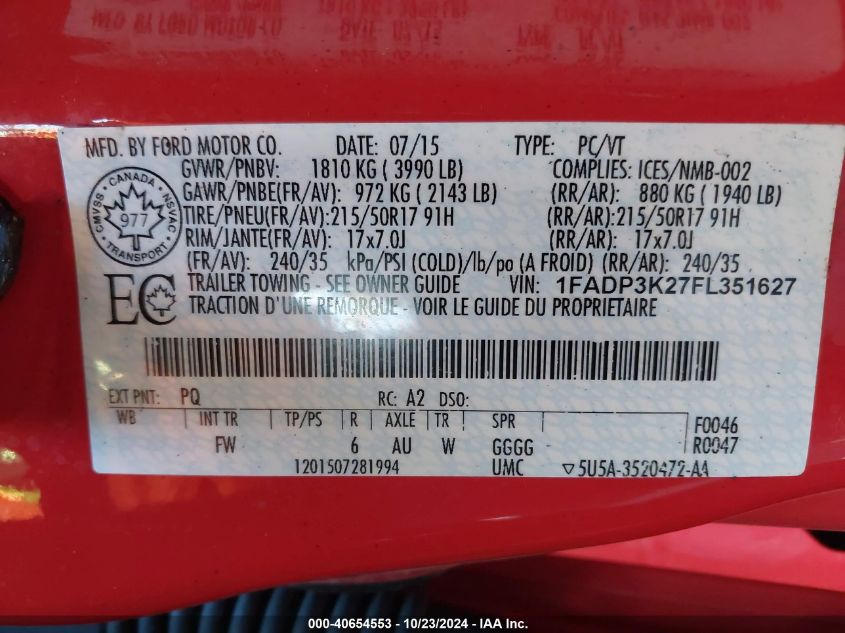 MFD. BY FORD MOTOR CO. DATE: 07/15 TYPE: PC/VT
GVWR/PNBV: 1810 KG ( 3990 LB) COMPLIES: ICES/NMB-002
GAWR/PNBE(FR/AV): 972 KG ( 2143 LB) (RR/AR): 880 KG ( 1940 LB)
TIRE/PNEU(FR/AV): 215/50R17 91H (RR/AR): 215/50R17 91H
RIM/JANTE(FR/AV): 17x7.0J (RR/AR): 17x7.0J
(FR/AV): 240/35 kPa/PSI (COLD)/lb/po (A FROID) (RR/AR): 240/35
TRAILER TOWING - SEE OWNER GUIDE VIN: 1FADP3K27FL351627
TRACTION D'UNE REMORQUE - VOIR LE GUIDE DU PROPRIETAIRE
CANADA
CMVSS 977 NSVAC
TRANSPORT
EC
EXT PNT: PQ RC: A2 DSO:
WB INT TR TP/PS R AXLE TR SPR F0046
FW 6 AU W GGGG R0047
1201507281994 UMC ▽5U5A-3520472-AA
000-40654553 - 10/23/2024 - IAA Inc.